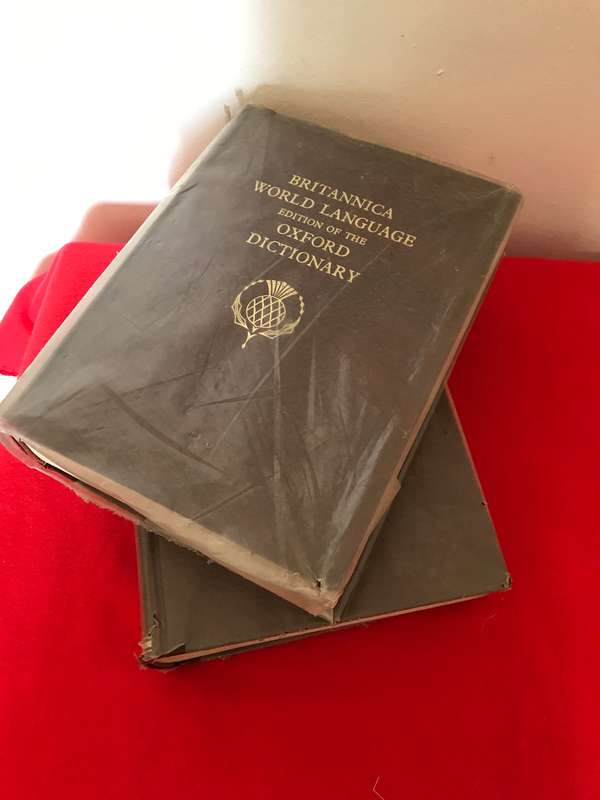 BRITANNICA
WORLD LANGUAGE
EDITION OF THE
OXFORD
DICTIONARY